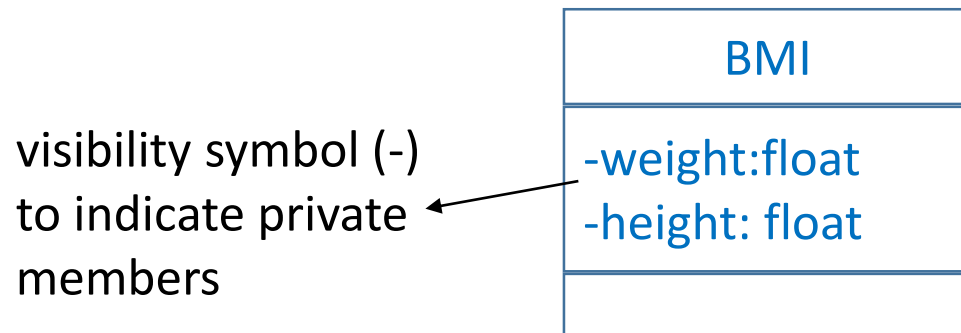 BMI
visibility symbol (-)
to indicate private
members
-weight:float
-height: float